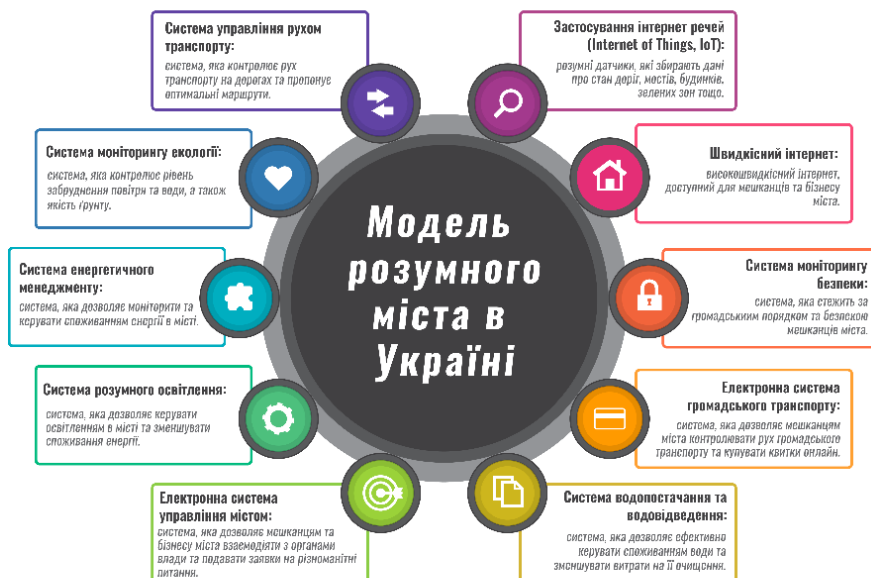 Система управління рухом
транспорту:
система, яка контролює рух
транспорту на дорогах та пропонує
оптимальні маршрути.
Застосування інтернет речей
(Internet of Things, IoT):
розумні датчики, які збирають дані
про стан доріг, мостів, будинків,
зелених зон тощо.
Система моніторингу екології:
система, яка контролює рівень
забруднення повітря та води, а також
якість ґрунту.
Швидкісний інтернет:
високошвидкісний інтернет,
доступний для мешканців та бізнесу
міста.
Модель
розумного
міста в
Україні
Система енергетичного
менеджменту:
система, яка дозволяє моніторити та
керувати споживанням енергії в місті.
Система моніторингу
безпеки:
система, яка стежить за
громадським порядком та безпекою
мешканців міста.
Система розумного освітлення:
система, яка дозволяє керувати
освітленням в місті та зменшувати
споживання енергії.
Електронна система
громадського транспорту:
система, яка дозволяє мешканцям
міста контролювати рух громадського
транспорту та купувати квитки онлайн.
Електронна система
управління містом:
система, яка дозволяє мешканцям та
бізнесу міста взаємодіяти з органами
влади та подавати заявки на різноманітні
питання.
Система водопостачання та
водовідведення:
система, яка дозволяє ефективно
керувати споживанням води та
зменшувати витрати на її очищення.